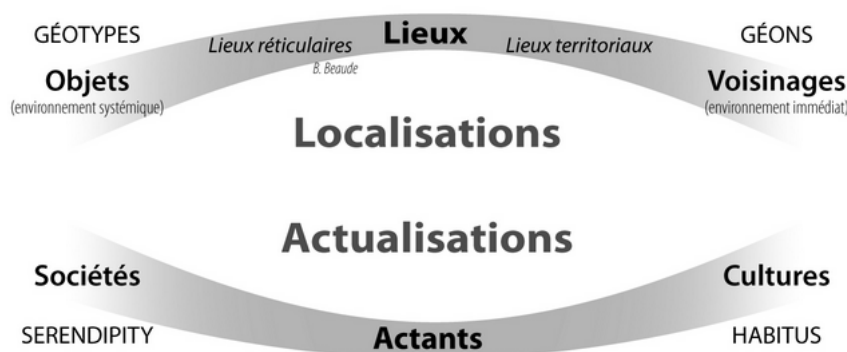 GÉOTYPES
Lieux réticulaires Lieux Lieux territoriaux
GÉONS
B. Beaude
Objets
(environnement systémique)
Voisinages
(environnement immédiat)
Localisations
Actualisations
Sociétés
Cultures
SERENDIPITY
Actants
HABITUS